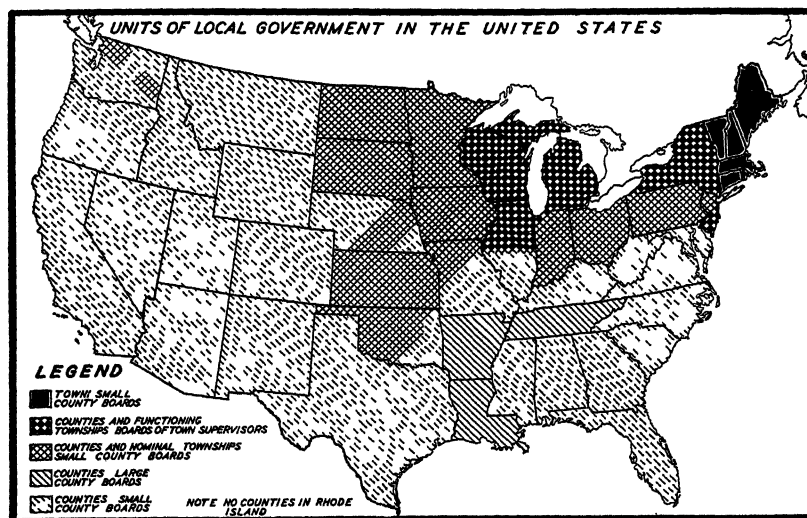 UNITS OF LOCAL GOVERNMENT IN THE UNITED STATES
LEGEND
TOWNS SMALL
COUNTY BOARDS
COUNTIES AND FUNCTIONING
TOWNSHIPS BOARDS OF TOWN SUPERVISORS
COUNTIES AND NOMINAL TOWNSHIPS
SMALL COUNTY BOARDS
COUNTIES LARGE
COUNTY BOARDS
COUNTIES SMALL
COUNTY BOARDS
NOTE NO COUNTIES IN RHODE
ISLAND